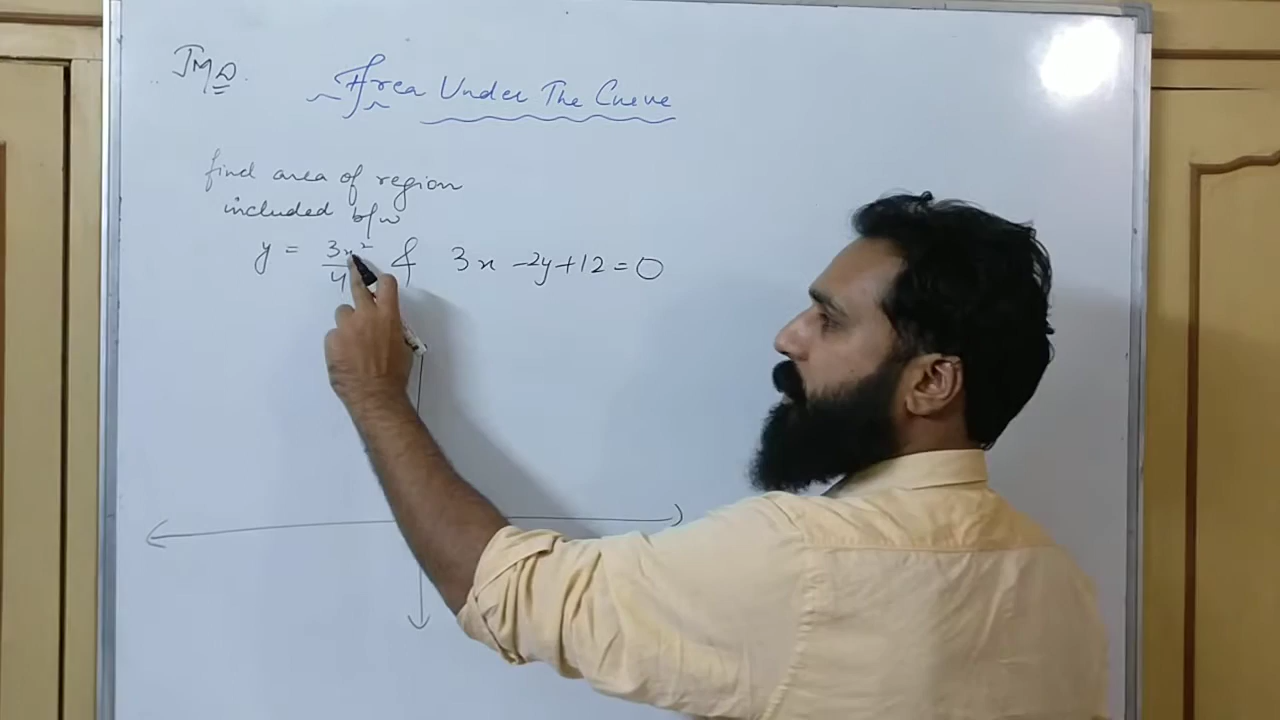 JMD.
Area Under The Curve
find area of region
included b/w
y = 3x²/4 & 3x -2y+12=0